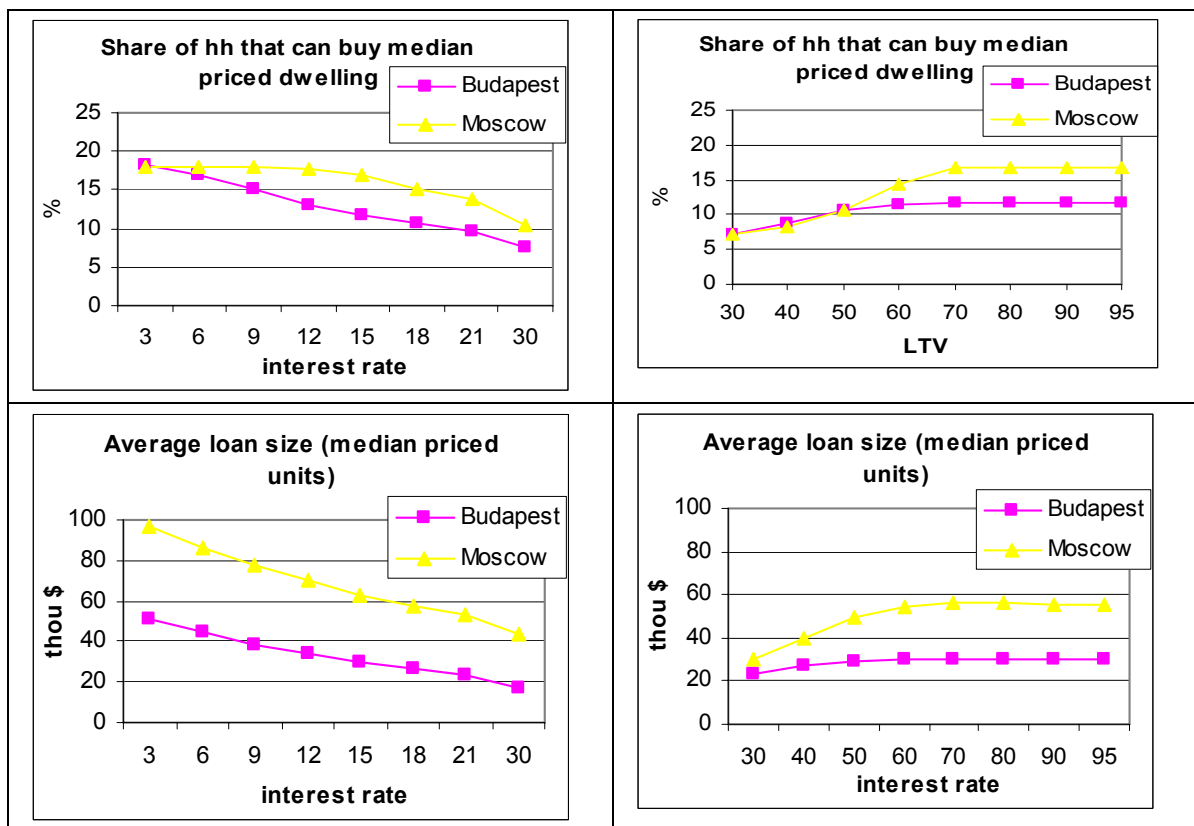 Share of hh that can buy median
priced dwelling
Budapest
Moscow
25
20
15
10
5
0
%
3 6 9 12 15 18 21 30
interest rate
Share of hh that can buy median
priced dwelling
Budapest
Moscow
25
20
15
10
5
0
%
30 40 50 60 70 80 90 95
LTV
Average loan size (median priced
units)
Budapest
Moscow
100
80
60
40
20
0
thou $
3 6 9 12 15 18 21 30
interest rate
Average loan size (median priced
units)
Budapest
Moscow
100
80
60
40
20
0
thou $
30 40 50 60 70 80 90 95
interest rate